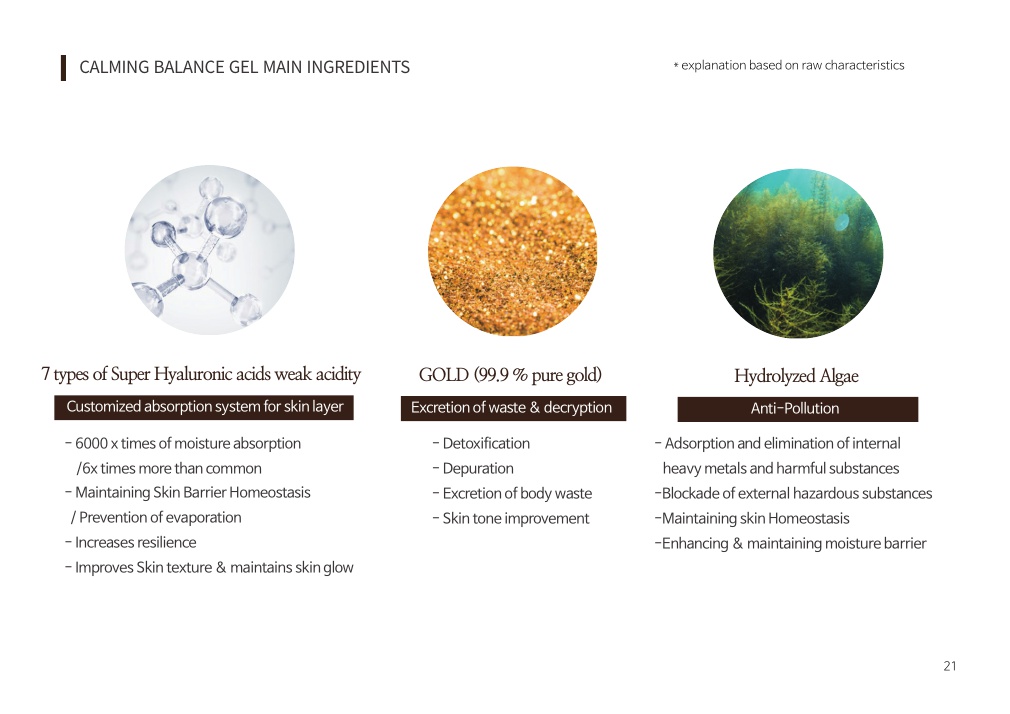 CALMING BALANCE GEL MAIN INGREDIENTS
* explanation based on raw characteristics
7 types of Super Hyaluronic acids weak acidity
Customized absorption system for skin layer
- 6000 x times of moisture absorption
/6x times more than common
- Maintaining Skin Barrier Homeostasis
/ Prevention of evaporation
- Increases resilience
- Improves Skin texture & maintains skin glow
GOLD (99.9 % pure gold)
Excretion of waste & decryption
- Detoxification
- Depuration
- Excretion of body waste
- Skin tone improvement
Hydrolyzed Algae
Anti-Pollution
- Adsorption and elimination of internal
heavy metals and harmful substances
-Blockade of external hazardous substances
-Maintaining skin Homeostasis
-Enhancing & maintaining moisture barrier
21